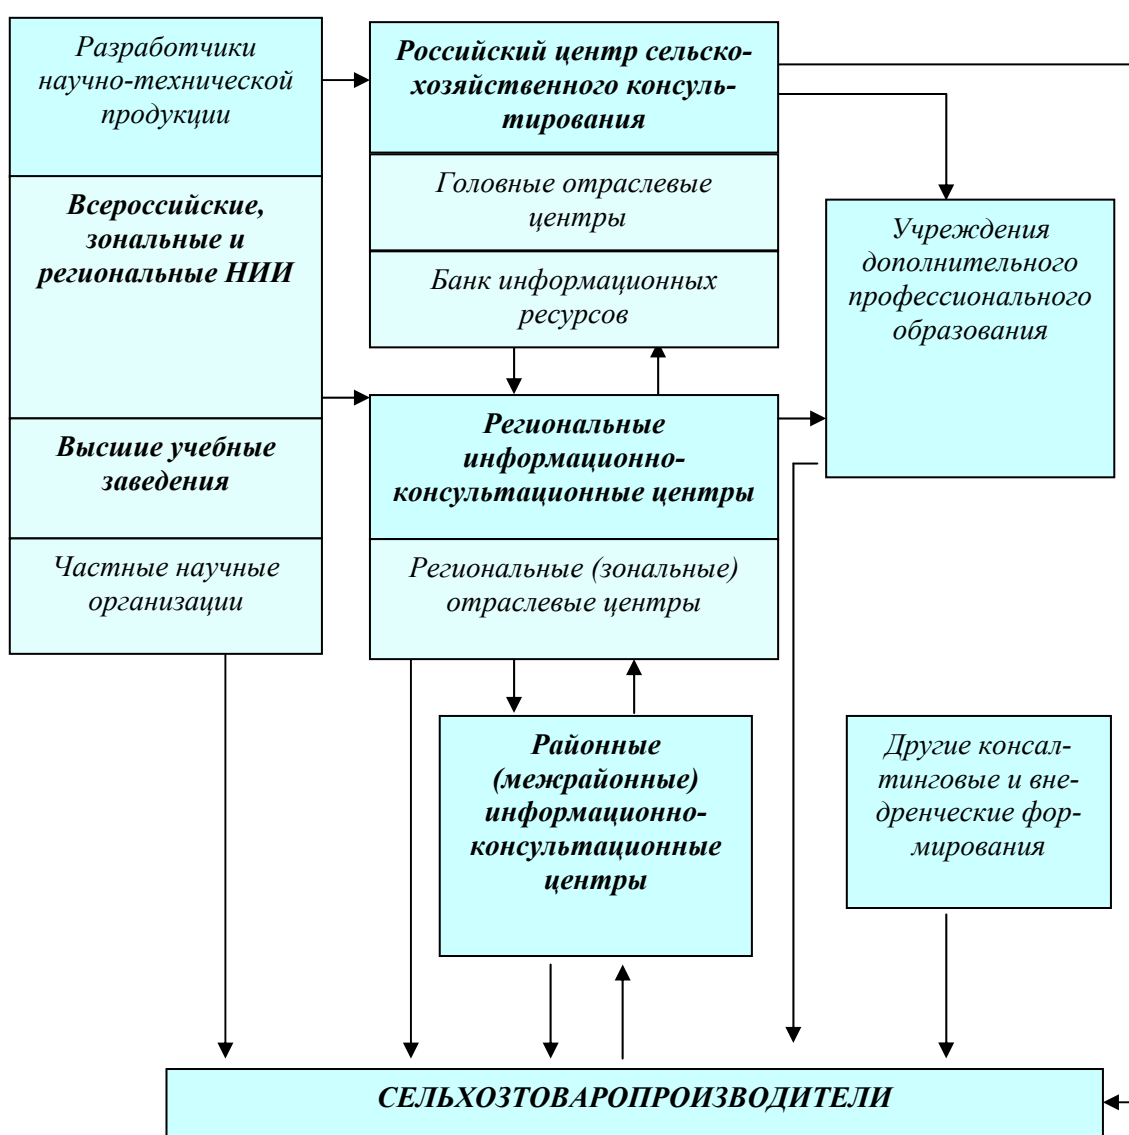 Разработчики
научно-технической
продукции
Всероссийские,
зональные и
региональные НИИ
Высшие учебные
заведения
Частные научные
организации
Российский центр сельско-
хозяйственного консуль-
тирования
Головные отраслевые
центры
Банк информационных
ресурсов
Региональные
информационно-
консультационные центры
Региональные (зональные)
отраслевые центры
Районные
(межрайонные)
информационно-
консультационные
центры
Учреждения
дополнительного
профессионального
образования
Другие консал-
тинговые и вне-
дренческие фор-
мирования
СЕЛЬХОЗТОВАРОПРОИЗВОДИТЕЛИ